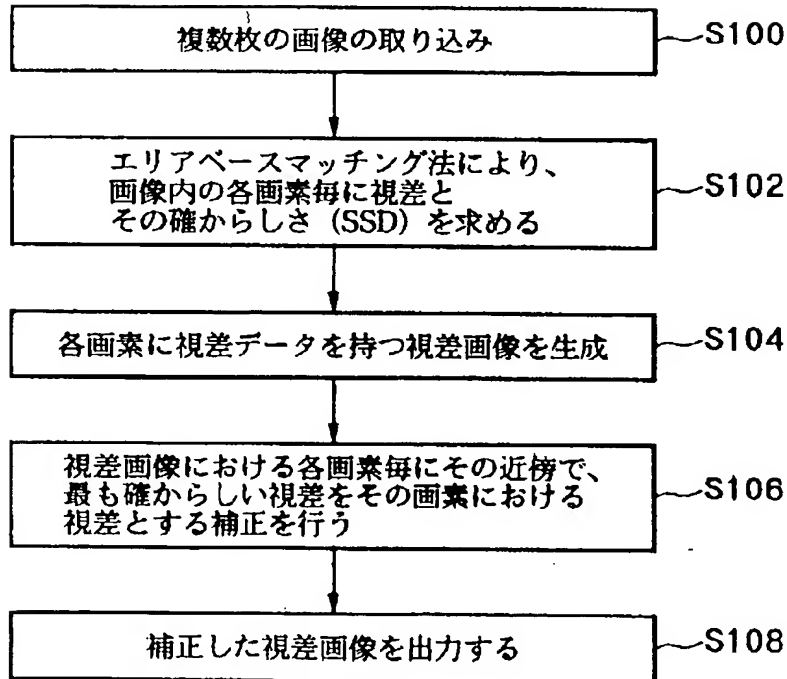 複数枚の画像の取り込み
S100
エリアベースマッチング法により、
画像内の各画素毎に視差と
その確からしさ（SSD）を求める
S102
各画素に視差データを持つ視差画像を生成
S104
視差画像における各画素毎にその近傍で、
最も確からしい視差をその画素における
視差とする補正を行う
S106
補正した視差画像を出力する
S108